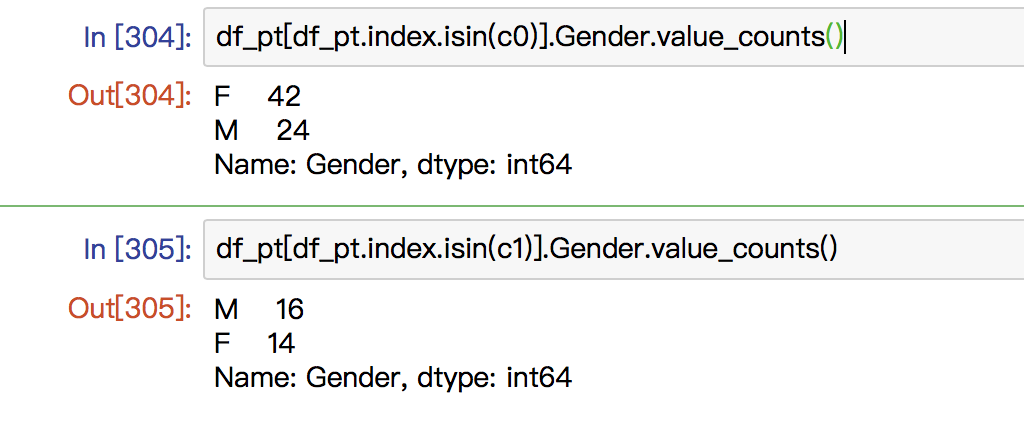 In [304]: df_pt[df_pt.index.isin(c0)].Gender.value_counts()
Out[304]: F 42
M 24
Name: Gender, dtype: int64
In [305]: df_pt[df_pt.index.isin(c1)].Gender.value_counts()
Out[305]: M 16
F 14
Name: Gender, dtype: int64